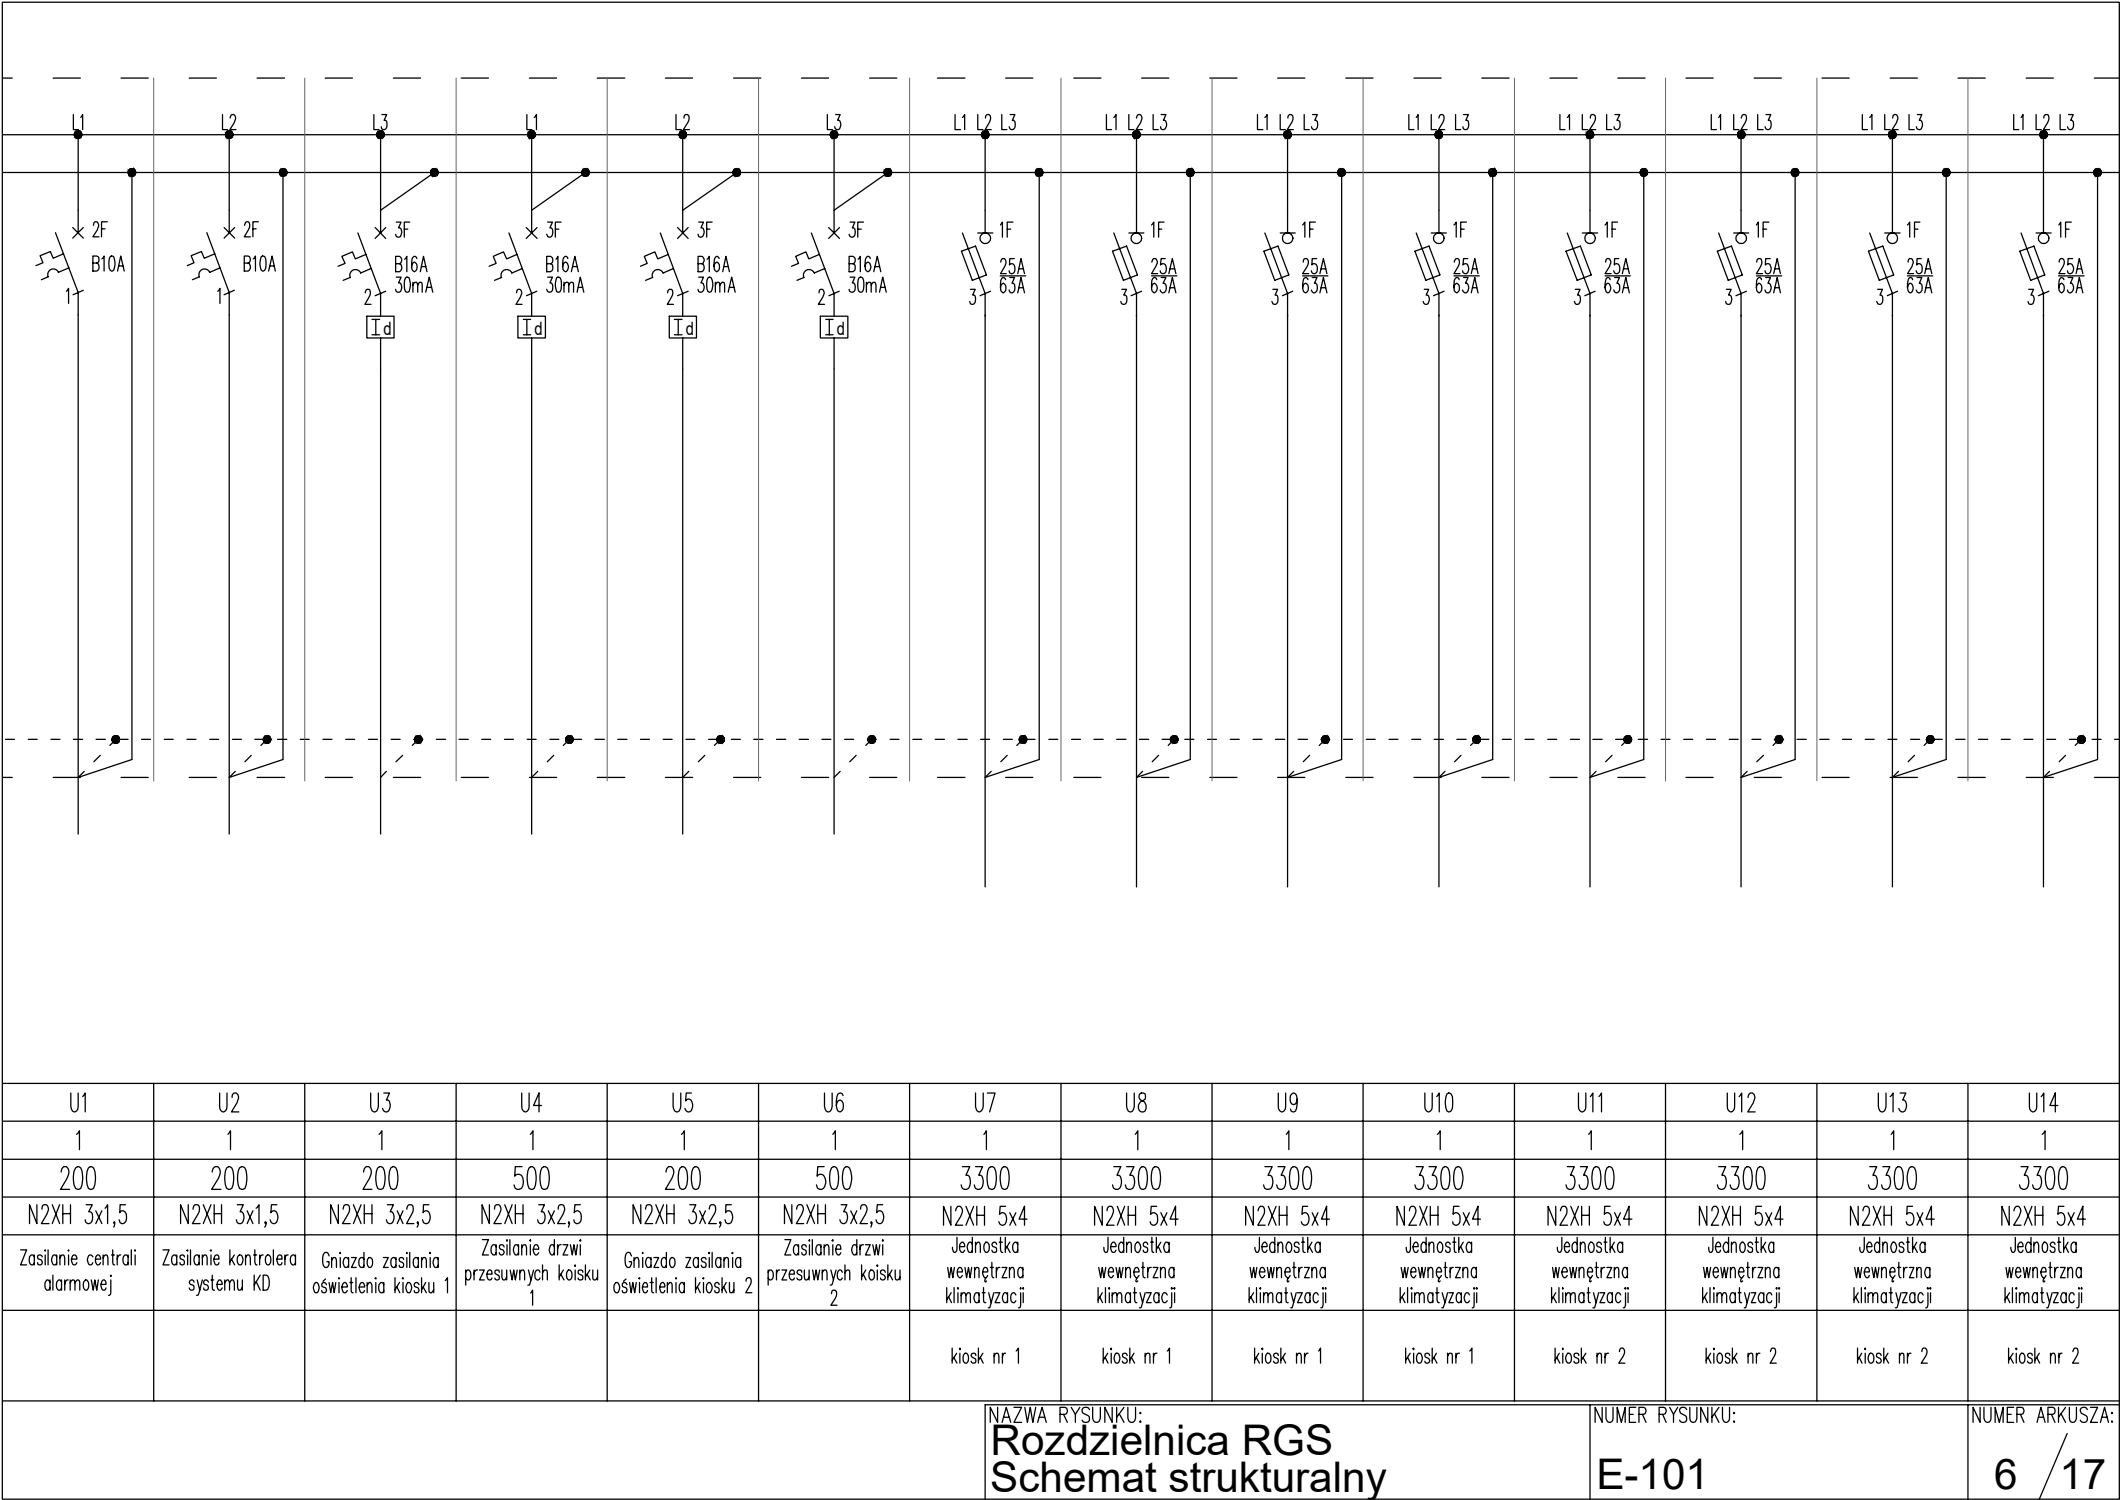 L1 L2 L3 L1 L2 L3 L1 L2 L3 L1 L2 L3 L1 L2 L3 L1 L2 L3 L1 L2 L3 L1 L2 L3 L1 L2 L3 L1 L2 L3
2F 2F 3F 3F 3F 3F 1F 1F 1F 1F 1F 1F 1F 1F
B10A B10A B16A B16A B16A B16A 25A 25A 25A 25A 25A 25A 25A 25A
30mA 30mA 30mA 30mA 63A 63A 63A 63A 63A 63A 63A 63A
1 1 2 2 2 2 3 3 3 3 3 3 3 3
Id Id Id Id
U1 U2 U3 U4 U5 U6 U7 U8 U9 U10 U11 U12 U13 U14
1 1 1 1 1 1 1 1 1 1 1 1 1 1
200 200 200 500 200 500 3300 3300 3300 3300 3300 3300 3300 3300
N2XH 3x1,5 N2XH 3x1,5 N2XH 3x2,5 N2XH 3x2,5 N2XH 3x2,5 N2XH 3x2,5 N2XH 5x4 N2XH 5x4 N2XH 5x4 N2XH 5x4 N2XH 5x4 N2XH 5x4 N2XH 5x4 N2XH 5x4
Zasilanie centrali
alarmowej
Zasilanie kontrolera
systemu KD
Gniazdo zasilania
oświetlenia kiosku 1
Zasilanie drzwi
przesuwnych koisku
1
Gniazdo zasilania
oświetlenia kiosku 2
Zasilanie drzwi
przesuwnych koisku
2
Jednostka
wewnętrzna
klimatyzacji
Jednostka
wewnętrzna
klimatyzacji
Jednostka
wewnętrzna
klimatyzacji
Jednostka
wewnętrzna
klimatyzacji
Jednostka
wewnętrzna
klimatyzacji
Jednostka
wewnętrzna
klimatyzacji
Jednostka
wewnętrzna
klimatyzacji
Jednostka
wewnętrzna
klimatyzacji
kiosk nr 1 kiosk nr 1 kiosk nr 1 kiosk nr 1 kiosk nr 2 kiosk nr 2 kiosk nr 2 kiosk nr 2
NAZWA RYSUNKU:
Rozdzielnica RGS
Schemat strukturalny
NUMER RYSUNKU:
E-101
NUMER ARKUSZA:
6 / 17